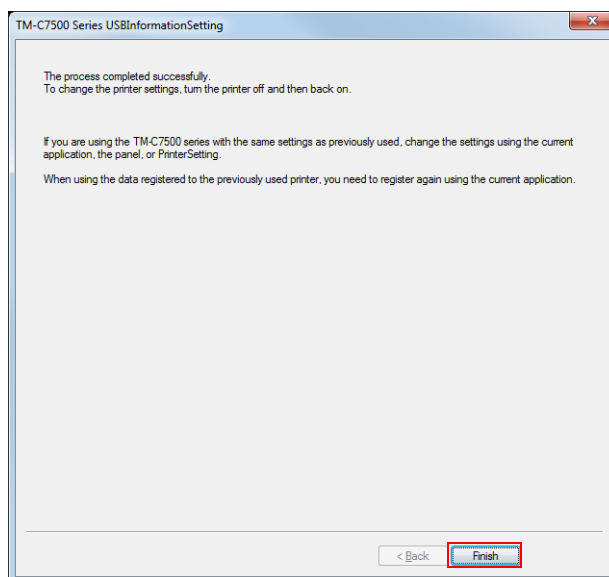 TM-C7500 Series USBInformationSetting
The process completed successfully.
To change the printer settings, turn the printer off and then back on.
If you are using the TM-C7500 series with the same settings as previously used, change the settings using the current
application, the panel, or PrinterSetting.
When using the data registered to the previously used printer, you need to register again using the current application.
< Back
Finish